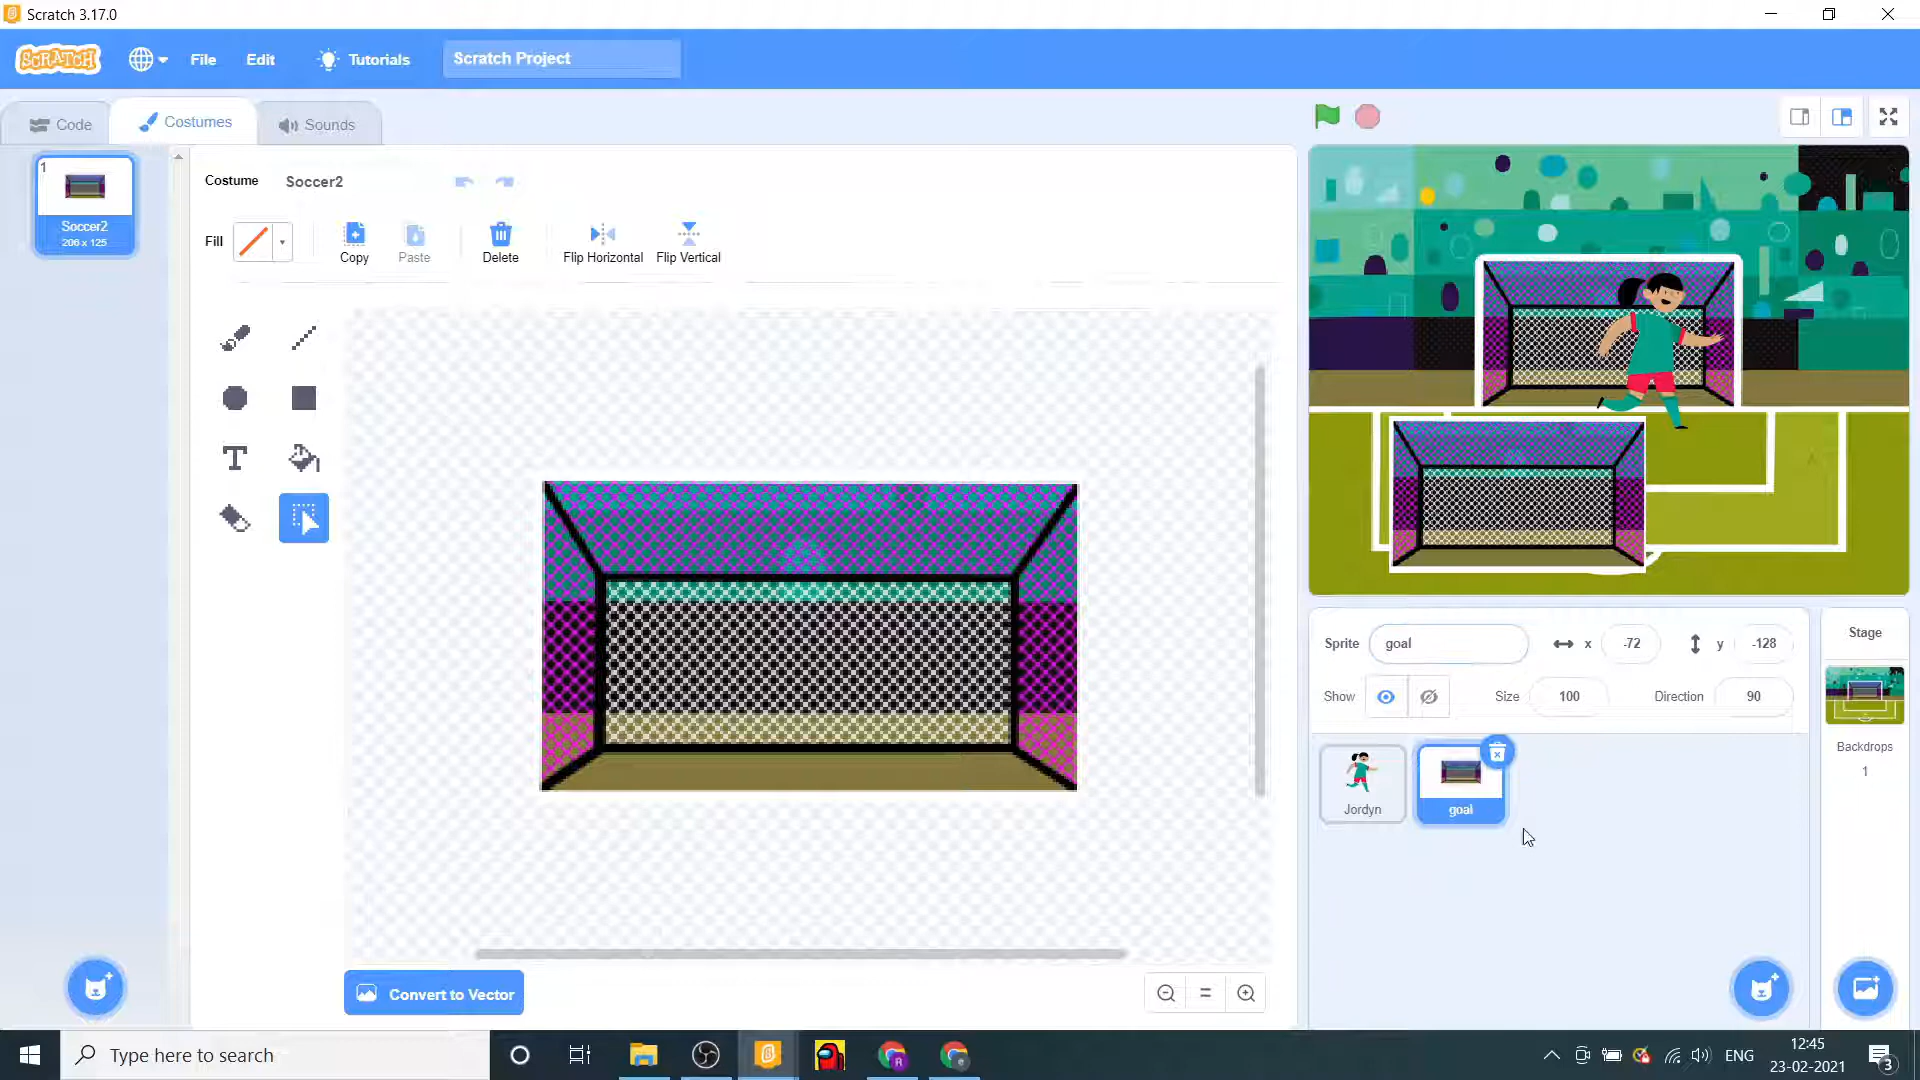 Scratch 3.17.0
SCRATCH
File
Edit
Tutorials
Scratch Project
Code
Costumes
Sounds
1
Soccer2
206 x 125
Costume
Soccer2
Fill
Copy
Paste
Delete
Flip Horizontal
Flip Vertical
T
Convert to Vector
Sprite
goal
x
-72
y
-128
Show
Size
100
Direction
90
Jordyn
goal
Stage
Backdrops
1
Type here to search
R
ENG
12:45
23-02-2021
3